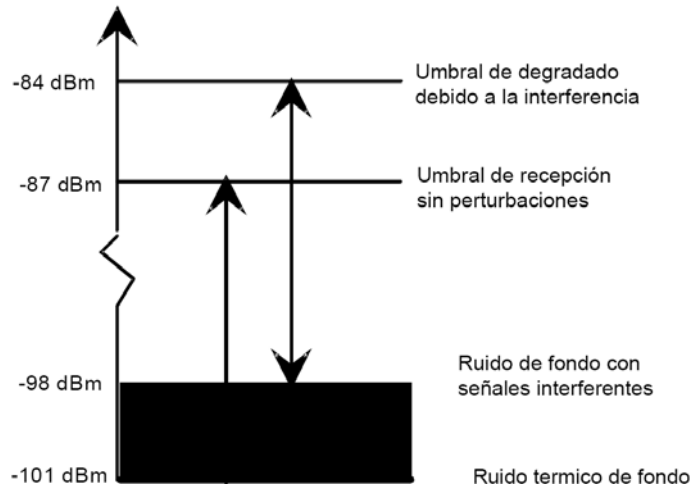 -84 dBm
Umbral de degradado
debido a la interferencia
-87 dBm
Umbral de recepción
sin perturbaciones
-98 dBm
Ruido de fondo con
señales interferentes
-101 dBm
Ruido termico de fondo